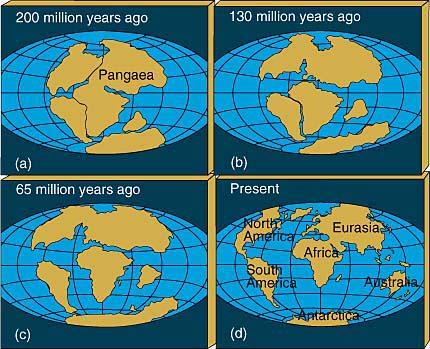 200 million years ago
Pangaea
(a)
130 million years ago
(b)
65 million years ago
(c)
Present
North
America
Eurasia
Africa
South
America
Australia
Antarctica
(d)